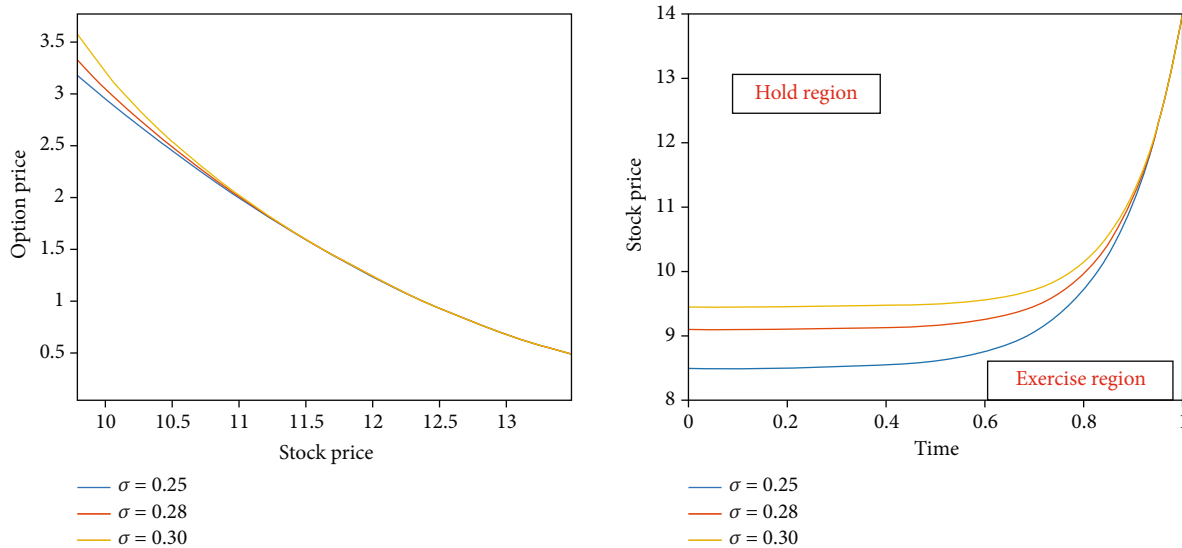 3.5
3
2.5
2
1.5
1
0.5
Option price
10
10.5
11
11.5
12
12.5
13
Stock price
σ = 0.25
σ = 0.28
σ = 0.30
14
13
12
11
10
9
8
Stock price
Hold region
Exercise region
0
0.2
0.4
0.6
0.8
1
Time
σ = 0.25
σ = 0.28
σ = 0.30